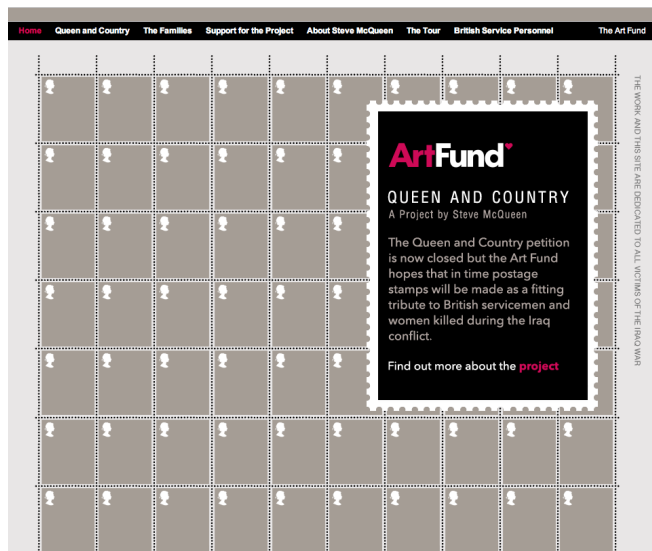 Home Queen and Country The Families Support for the Project About Steve McQueen The Tour British Service Personnel The Art Fund
ArtFund
QUEEN AND COUNTRY
A Project by Steve McQueen
The Queen and Country petition
is now closed but the Art Fund
hopes that in time postage
stamps will be made as a fitting
tribute to British servicemen and
women killed during the Iraq
conflict.
Find out more about the project
THE WORK AND THIS SITE ARE DEDICATED TO ALL VICTIMS OF THE IRAQ WAR